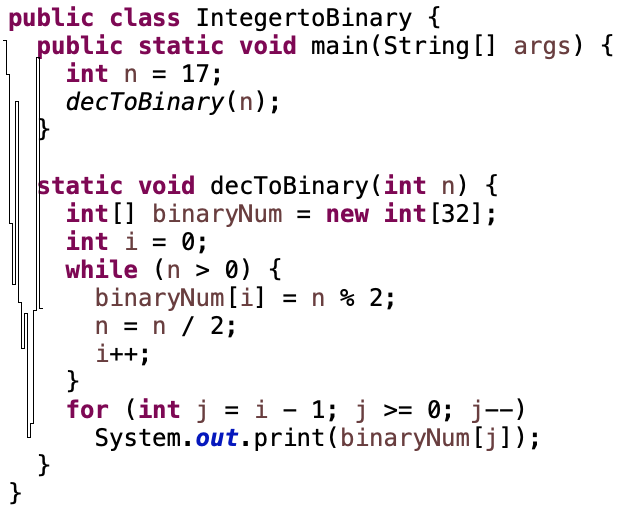 public class IntegertoBinary {
  public static void main(String[] args) {
    int n = 17;
    decToBinary(n);
  }

  static void decToBinary(int n) {
    int[] binaryNum = new int[32];
    int i = 0;
    while (n > 0) {
      binaryNum[i] = n % 2;
      n = n / 2;
      i++;
    }
    for (int j = i - 1; j >= 0; j--)
      System.out.print(binaryNum[j]);
  }
}